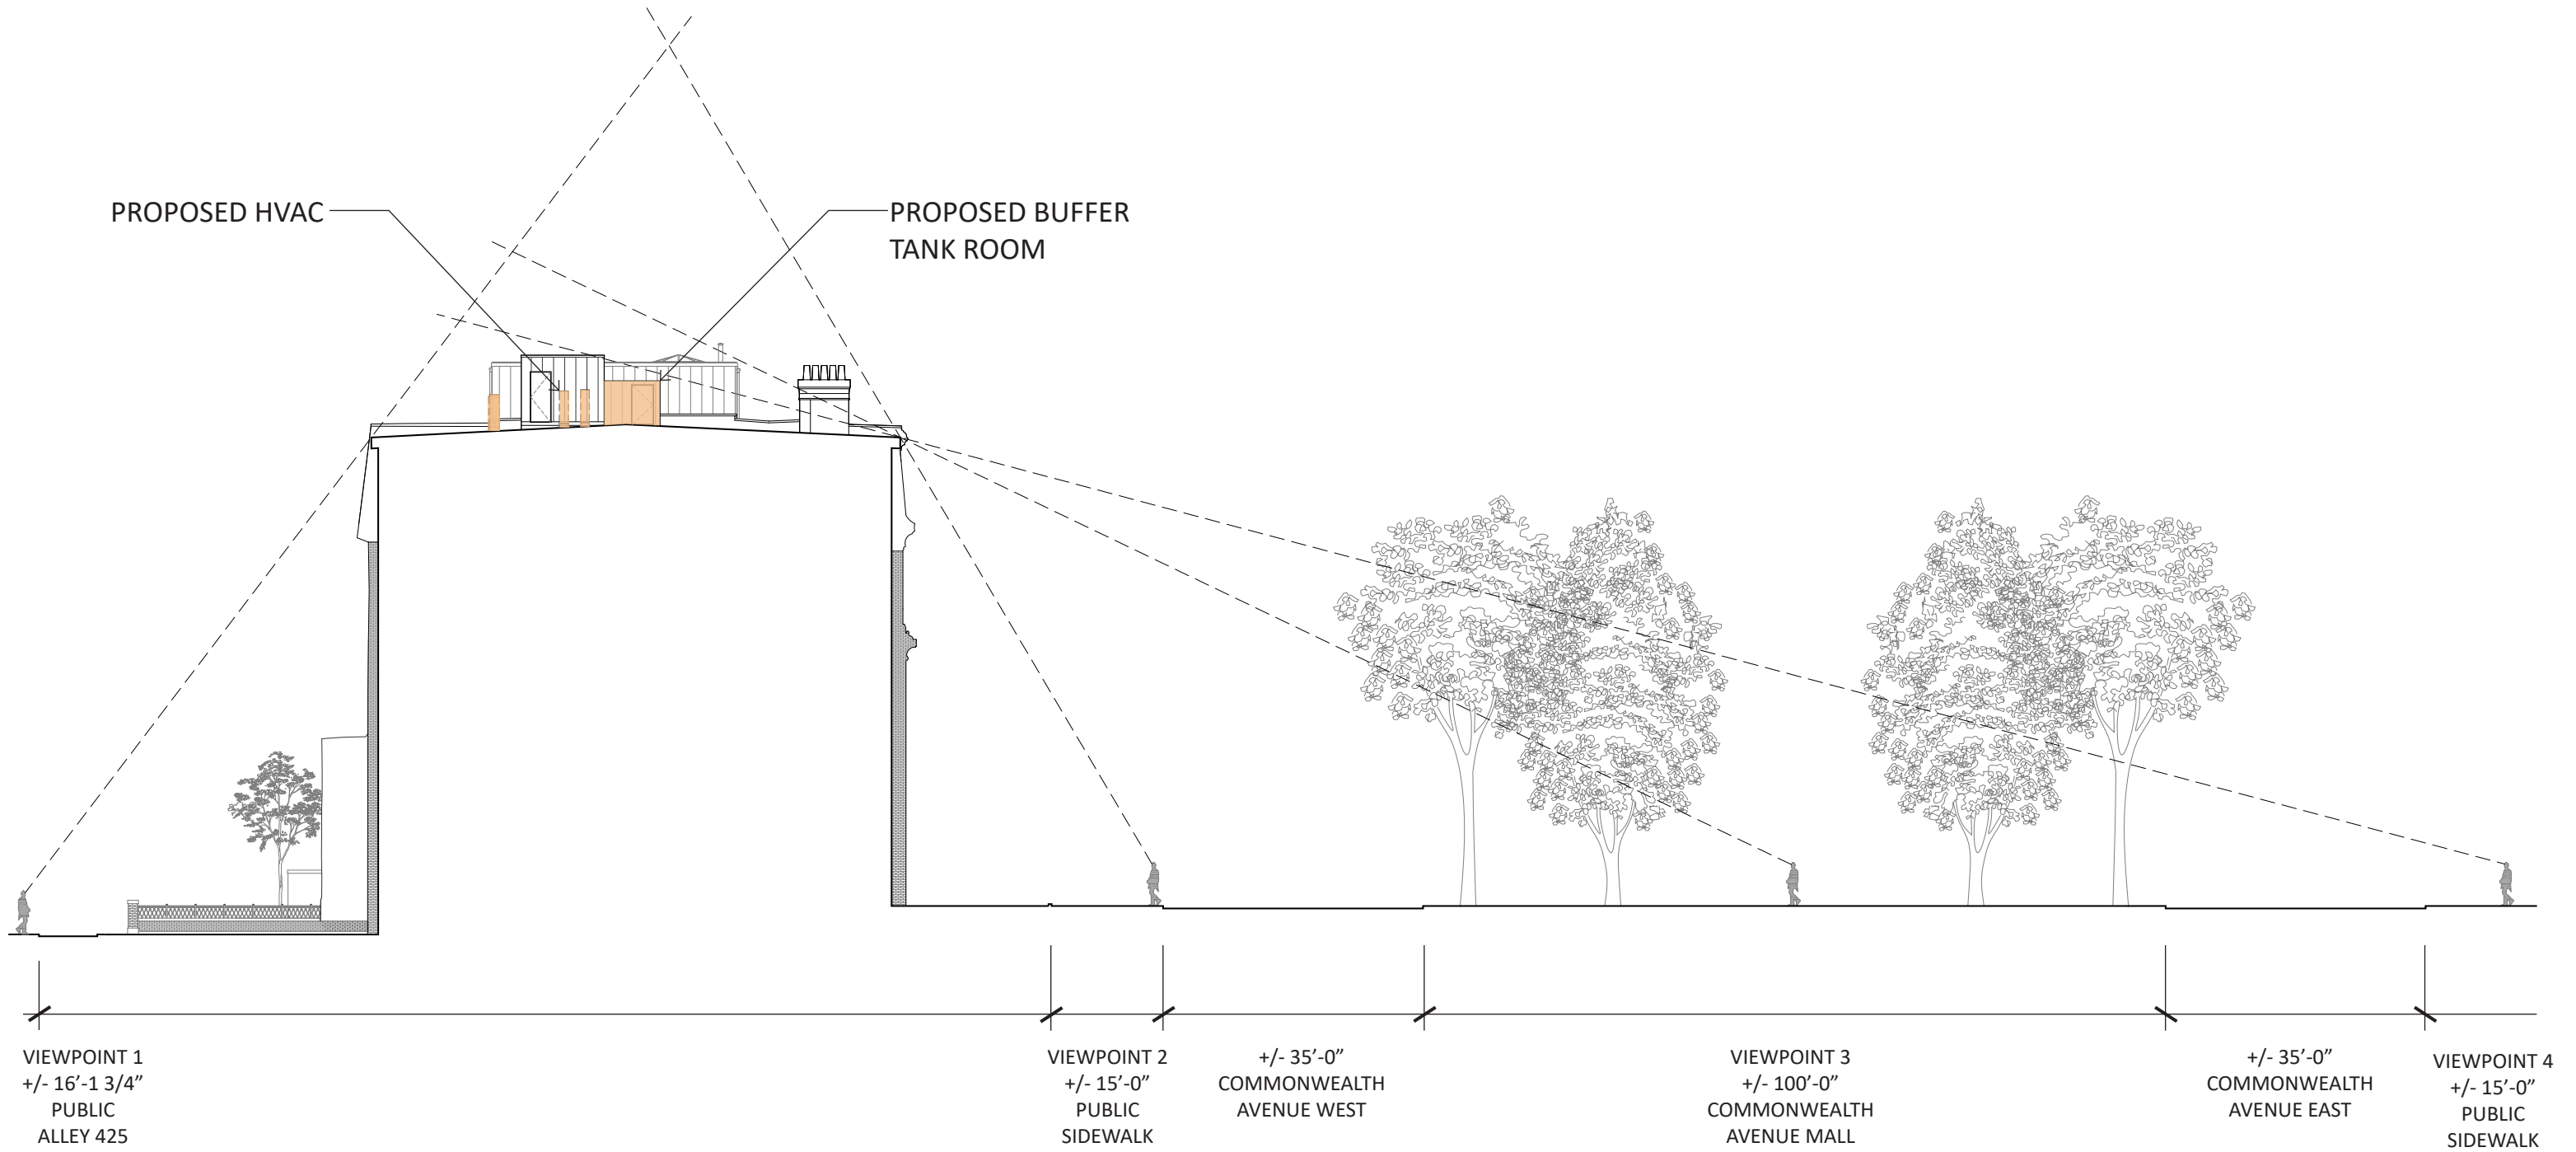 PROPOSED HVAC
PROPOSED BUFFER
TANK ROOM
VIEWPOINT 1
+/- 16’-1 3/4”
PUBLIC
ALLEY 425
VIEWPOINT 2
+/- 15’-0”
PUBLIC
SIDEWALK
+/- 35’-0”
COMMONWEALTH
AVENUE WEST
VIEWPOINT 3
+/- 100’-0”
COMMONWEALTH
AVENUE MALL
+/- 35’-0”
COMMONWEALTH
AVENUE EAST
VIEWPOINT 4
+/- 15’-0”
PUBLIC
SIDEWALK